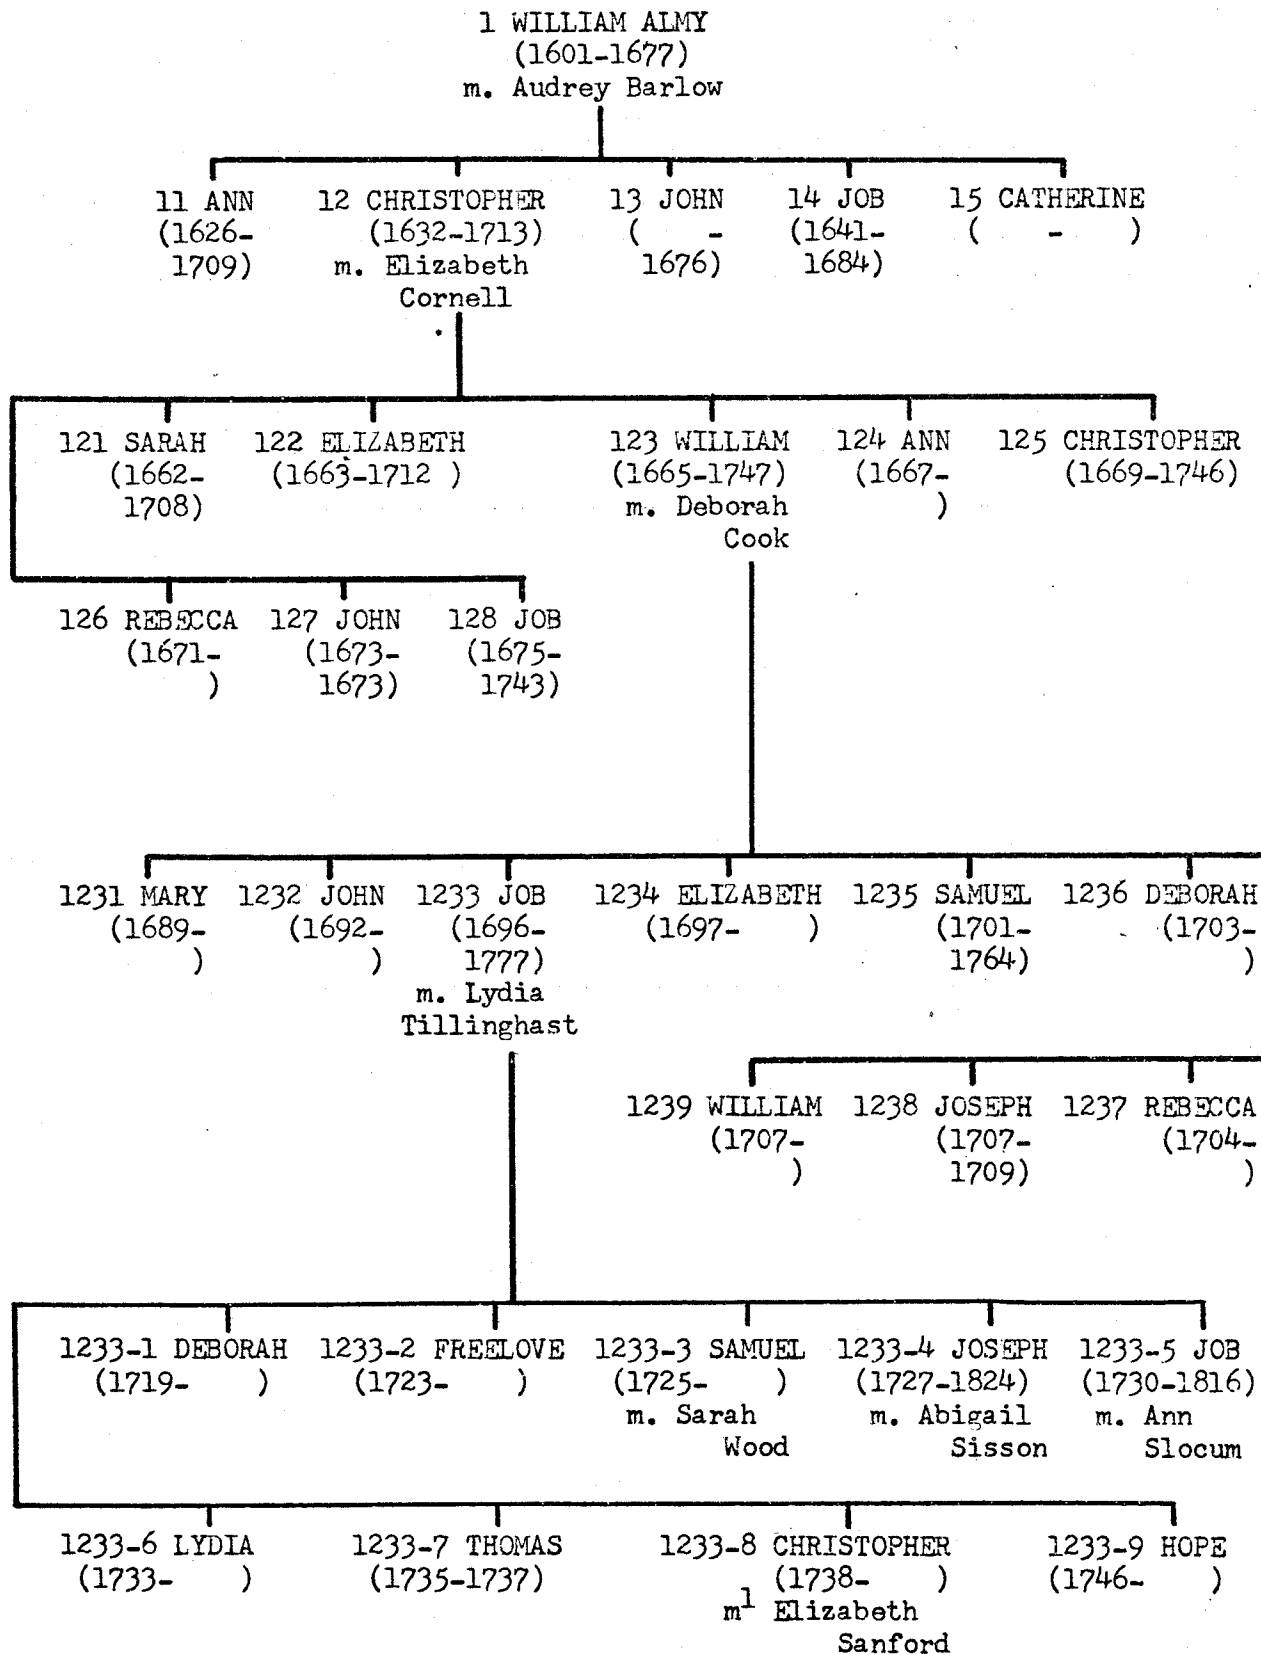 1 WILLIAM ALMY
(1601-1677)
m. Audrey Barlow
11 ANN
(1626-
1709)
12 CHRISTOPHER
(1632-1713)
m. Elizabeth
Cornell
13 JOHN
( -
1676)
14 JOB
(1641-
1684)
15 CATHERINE
( - )
121 SARAH
(1662-
1708)
122 ELIZABETH
(1663-1712 )
123 WILLIAM
(1665-1747)
m. Deborah
Cook
124 ANN
(1667-
)
125 CHRISTOPHER
(1669-1746)
126 REBECCA
(1671-
)
127 JOHN
(1673-
1673)
128 JOB
(1675-
1743)
1231 MARY
(1689-
)
1232 JOHN
(1692-
)
1233 JOB
(1696-
1777)
m. Lydia
Tillinghast
1234 ELIZABETH
(1697- )
1235 SAMUEL
(1701-
1764)
1236 DEBORAH
(1703-
)
1239 WILLIAM
(1707-
)
1238 JOSEPH
(1707-
1709)
1237 REBECCA
(1704-
)
1233-1 DEBORAH
(1719- )
1233-2 FREELOVE
(1723- )
1233-3 SAMUEL
(1725- )
m. Sarah
Wood
1233-4 JOSEPH
(1727-1824)
m. Abigail
Sisson
1233-5 JOB
(1730-1816)
m. Ann
Slocum
1233-6 LYDIA
(1733- )
1233-7 THOMAS
(1735-1737)
1233-8 CHRISTOPHER
(1738- )
m1 Elizabeth
Sanford
1233-9 HOPE
(1746- )